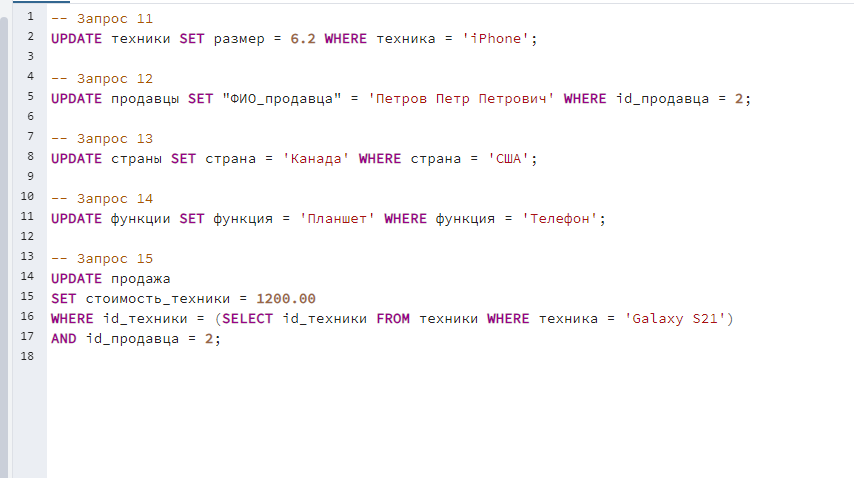 1 -- Запрос 11
2 UPDATE техники SET размер = 6.2 WHERE техника = 'iPhone';
3
4 -- Запрос 12
5 UPDATE продавцы SET "ФИО_продавца" = 'Петров Петр Петрович' WHERE id_продавца = 2;
6
7 -- Запрос 13
8 UPDATE страны SET страна = 'Канада' WHERE страна = 'США';
9
10 -- Запрос 14
11 UPDATE функции SET функция = 'Планшет' WHERE функция = 'Телефон';
12
13 -- Запрос 15
14 UPDATE продажа
15 SET стоимость_техники = 1200.00
16 WHERE id_техники = (SELECT id_техники FROM техники WHERE техника = 'Galaxy S21')
17 AND id_продавца = 2;
18